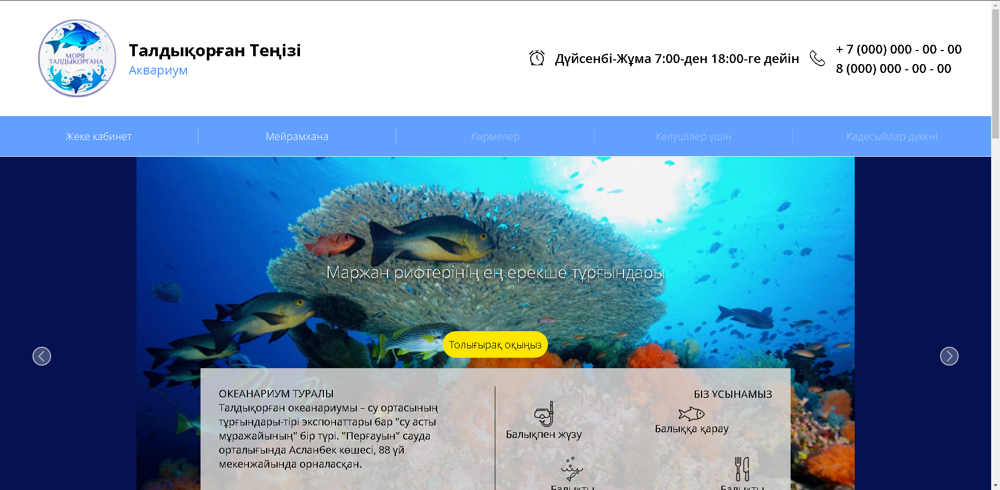 МОРЯ
ТАЛДЫКОРГАНА
Талдықорған Теңізі
Аквариум
Дүйсенбі-Жұма 7:00-ден 18:00-ге дейін
+ 7 (000) 000 - 00 - 00
8 (000) 000 - 00 - 00
Жеке кабинет
Мейрамхана
Көрмелер
Келушілер үшін
Кәдесыйлар дүкені
Маржан рифтерінің ең ерекше тұрғындары
Толығырақ оқыңыз
ОКЕАНАРИУМ ТУРАЛЫ
Талдықорған океанариумы – су ортасының
тұрғындары-тірі экспонаттары бар "су асты
мұражайының" бір түрі. "Перғауын" сауда
орталығында Асланбек көшесі, 88 үй
мекенжайында орналасқан.
БІЗ ҰСЫНАМЫЗ
Балықпен жүзу
Балыққа қарау
Балықты
Балықты